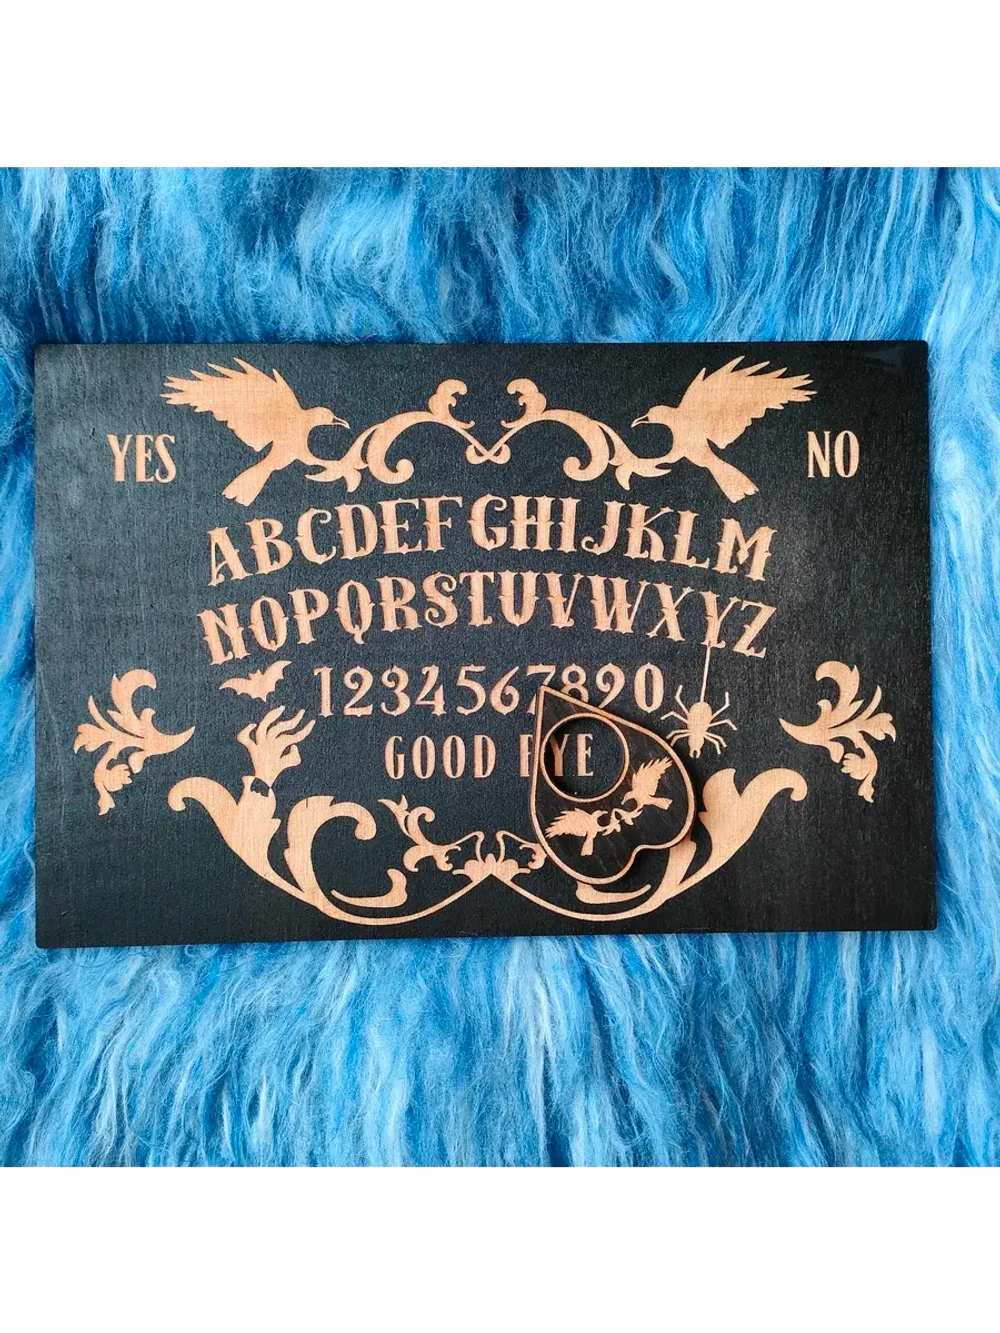 YES
NO
ABCDEFGHIJKLM
NOPQRSTUVWXYZ
1234567890
GOOD BYE